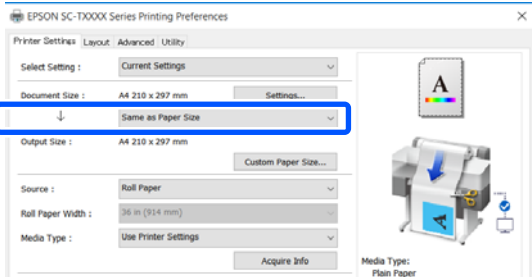 EPSON SC-TXXXX Series Printing Preferences
Printer Settings Layout Advanced Utility
Select Setting : Current Settings
Document Size : A4 210 x 297 mm Settings...
Same as Paper Size
Output Size : A4 210 x 297 mm
Custom Paper Size...
Source : Roll Paper
Roll Paper Width : 36 in (914 mm)
Media Type : Use Printer Settings
Acquire Info
A
Media Type:
Plain Paper